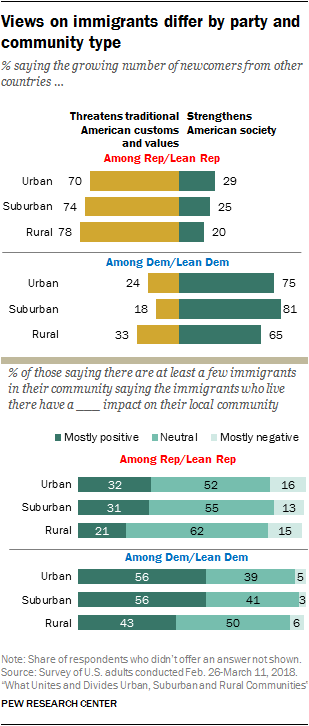 Views on immigrants differ by party and
community type
% saying the growing number of newcomers from other
countries ...
Threatens traditional American customs and values
Strengthens American society
Among Rep/Lean Rep
Urban 70 29
Suburban 74 25
Rural 78 20
Among Dem/Lean Dem
Urban 24 75
Suburban 18 81
Rural 33 65
% of those saying there are at least a few immigrants
in their community saying the immigrants who live
there have a ___ impact on their local community
Mostly positive Neutral Mostly negative
Among Rep/Lean Rep
Urban 32 52 16
Suburban 31 55 13
Rural 21 62 15
Among Dem/Lean Dem
Urban 56 39 5
Suburban 56 41 3
Rural 43 50 6
Note: Share of respondents who didn't offer an answer not shown.
Source: Survey of U.S. adults conducted Feb. 26-March 11, 2018.
"What Unites and Divides Urban, Suburban and Rural Communities"
PEW RESEARCH CENTER